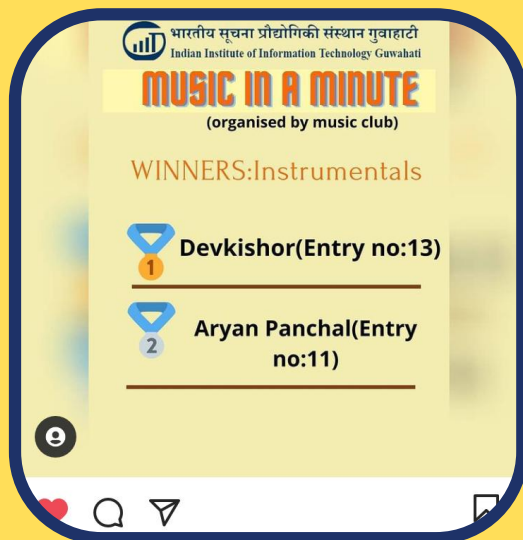 भारतीय सूचना प्रौद्योगिकी संस्थान गुवाहाटी
Indian Institute of Information Technology Guwahati
MUSIC IN A MINUTE
(organised by music club)
WINNERS:Instrumentals
1
Devkishor(Entry no:13)
2
Aryan Panchal(Entry
no:11)